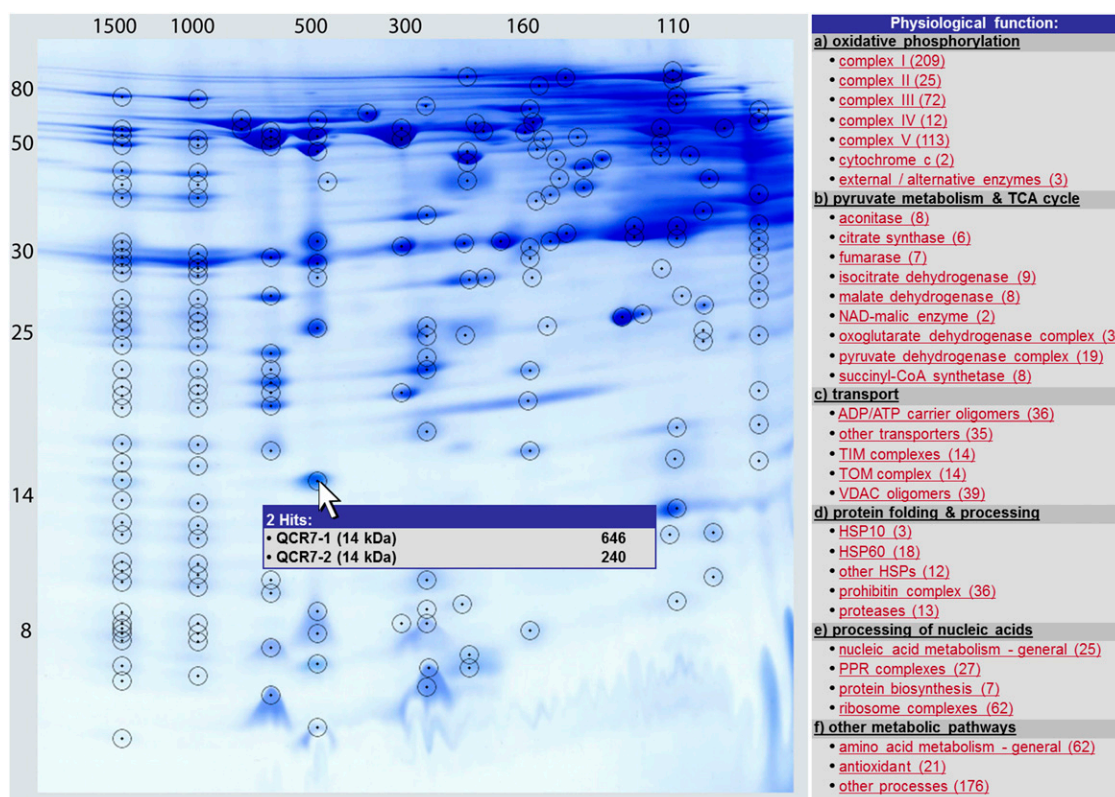 1500 1000 500 300 160 110
80
50
30
25
14
8
2 Hits:
• QCR7-1 (14 kDa) 646
• QCR7-2 (14 kDa) 240
Physiological function:
a) oxidative phosphorylation
• complex I (209)
• complex II (25)
• complex III (72)
• complex IV (12)
• complex V (113)
• cytochrome c (2)
• external / alternative enzymes (3)
b) pyruvate metabolism & TCA cycle
• aconitase (8)
• citrate synthase (6)
• fumarase (7)
• isocitrate dehydrogenase (9)
• malate dehydrogenase (8)
• NAD-malic enzyme (2)
• oxoglutarate dehydrogenase complex (3
• pyruvate dehydrogenase complex (19)
• succinyl-CoA synthetase (8)
c) transport
• ADP/ATP carrier oligomers (36)
• other transporters (35)
• TIM complexes (14)
• TOM complex (14)
• VDAC oligomers (39)
d) protein folding & processing
• HSP10 (3)
• HSP60 (18)
• other HSPs (12)
• prohibitin complex (36)
• proteases (13)
e) processing of nucleic acids
• nucleic acid metabolism - general (25)
• PPR complexes (27)
• protein biosynthesis (7)
• ribosome complexes (62)
f) other metabolic pathways
• amino acid metabolism - general (62)
• antioxidant (21)
• other processes (176)